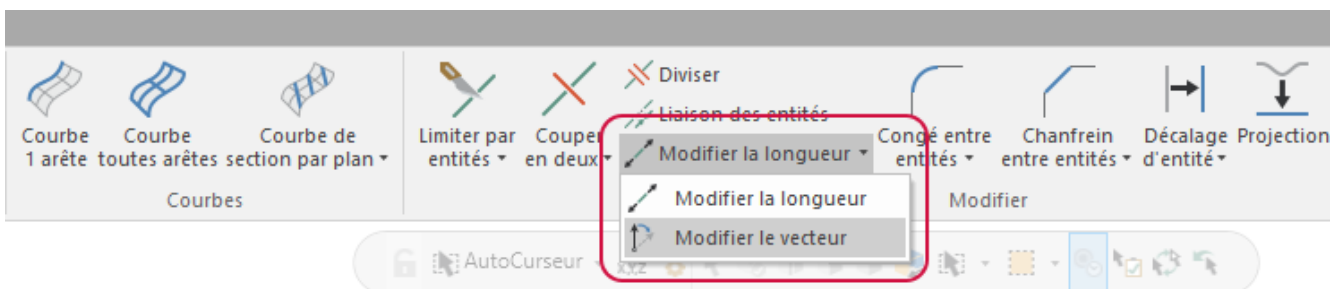 Courbe
1 arête
Courbe
toutes arêtes
Courbe de
section par plan
Courbes
Limiter par
entités
Couper
en deux
Diviser
Liaison des entités
Modifier la longueur
Modifier la longueur
Modifier le vecteur
Congé entre
entités
Chanfrein
entre entités
Décalage
d'entité
Projection
Modifier
AutoCurseur